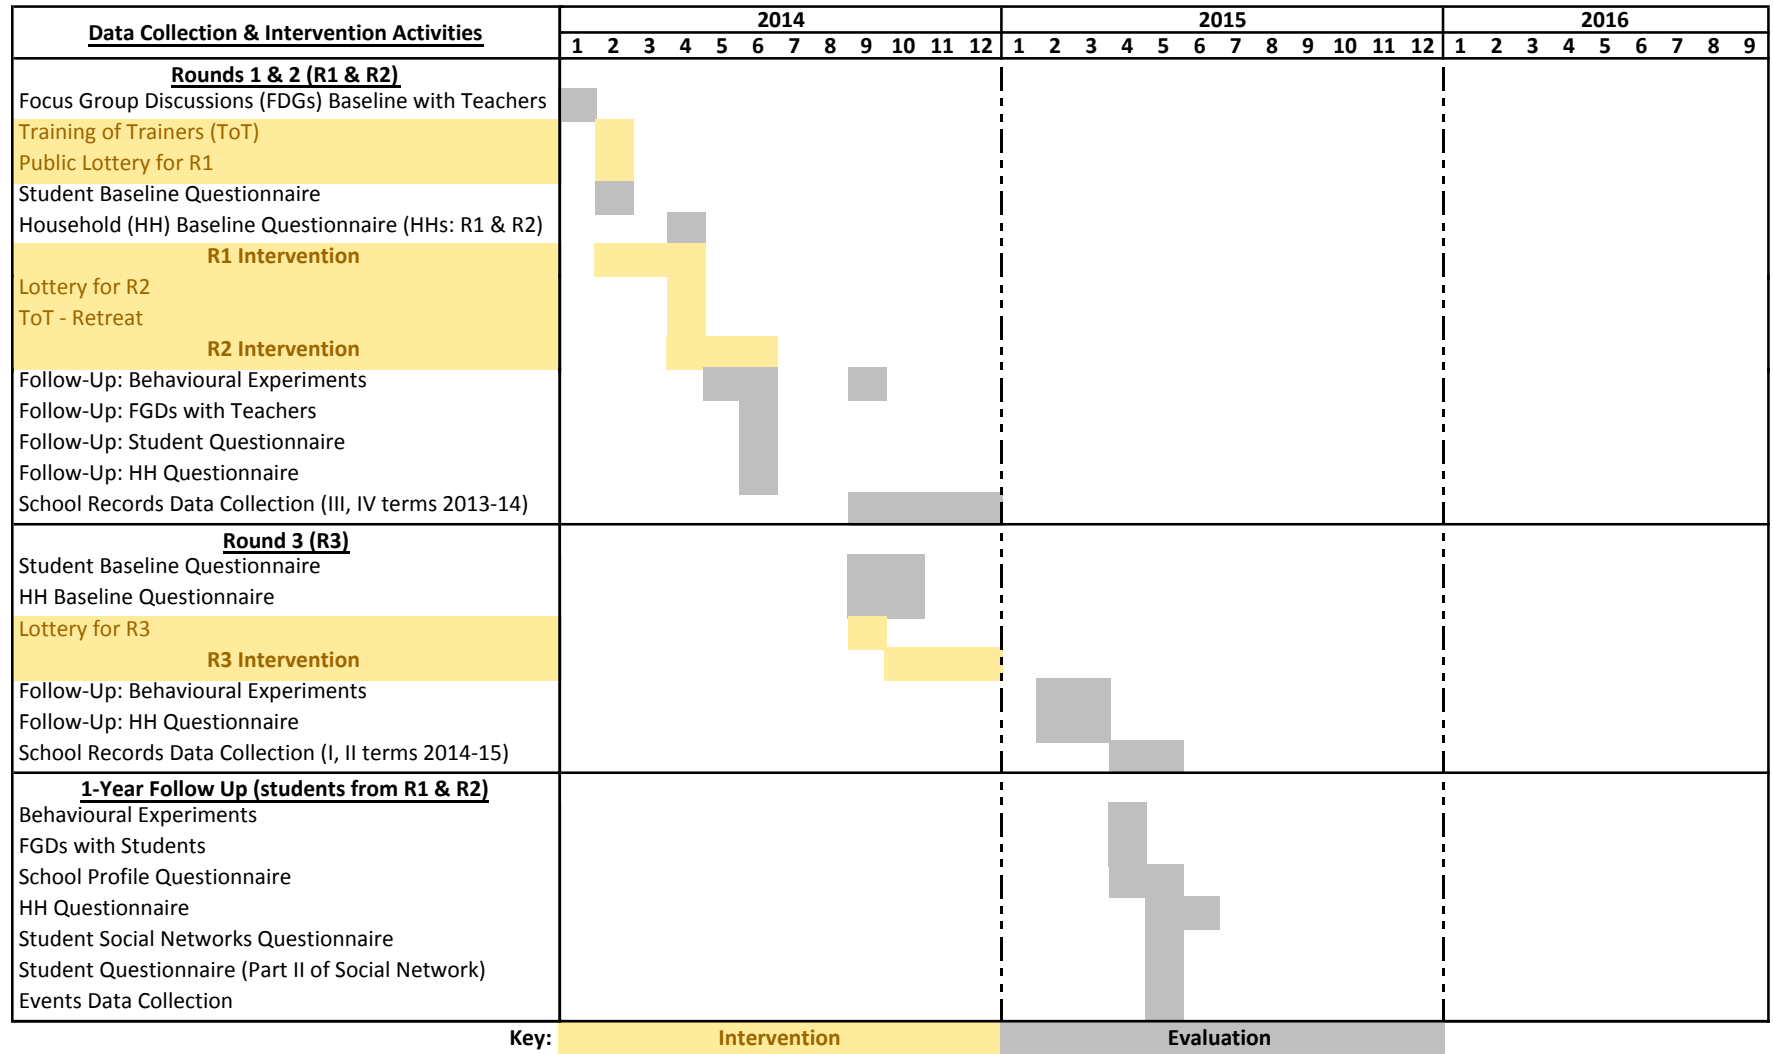 Data Collection & Intervention Activities
2014 2015 2016
1 2 3 4 5 6 7 8 9 10 11 12 1 2 3 4 5 6 7 8 9 10 11 12 1 2 3 4 5 6 7 8 9
Rounds 1 & 2 (R1 & R2)
Focus Group Discussions (FDGs) Baseline with Teachers
Training of Trainers (ToT)
Public Lottery for R1
Student Baseline Questionnaire
Household (HH) Baseline Questionnaire (HHs: R1 & R2)
R1 Intervention
Lottery for R2
ToT - Retreat
R2 Intervention
Follow-Up: Behavioural Experiments
Follow-Up: FGDs with Teachers
Follow-Up: Student Questionnaire
Follow-Up: HH Questionnaire
School Records Data Collection (III, IV terms 2013-14)
Round 3 (R3)
Student Baseline Questionnaire
HH Baseline Questionnaire
Lottery for R3
R3 Intervention
Follow-Up: Behavioural Experiments
Follow-Up: HH Questionnaire
School Records Data Collection (I, II terms 2014-15)
1-Year Follow Up (students from R1 & R2)
Behavioural Experiments
FGDs with Students
School Profile Questionnaire
HH Questionnaire
Student Social Networks Questionnaire
Student Questionnaire (Part II of Social Network)
Events Data Collection
Key: Intervention Evaluation